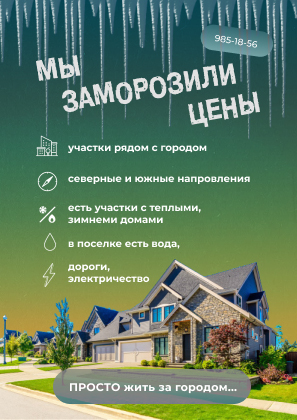 985-18-56
МЫ
ЗАМОРОЗИЛИ
ЦЕНЫ
участки рядом с городом
северные и южные напровления
есть участки с теплыми,
зимнеми домами
в поселке есть вода,
дороги,
электричество
ПРОСТО жить за городом...